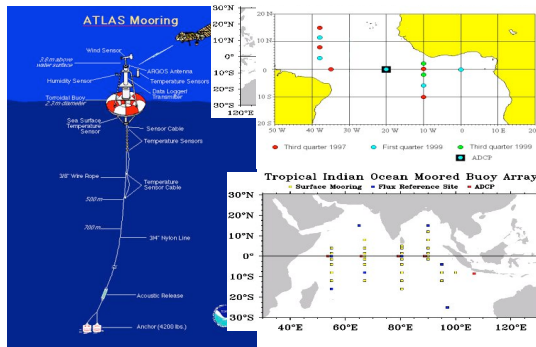 ATLAS Mooring
Wind Sensor
3.8 m above
water surface
ARGOS Antenna
Humidity Sensor
Temperature Sensors
Data Logger/
Transmitter
Toroidal Buoy
2.3 m diameter
Sea Surface
Temperature
Sensor
Sensor Cable
Temperature Sensors
3/8" Wire Rope
Temperature
Sensor Cable
500 m
700 m
3/4" Nylon Line
Acoustic Release
Anchor (4200 lbs.)
30°N
20°N
10°N
0°
10°S
20°S
30°S
120°E
20 N
10 N
0
10 S
20 S
50 W
40 W
30 W
20 W
10 W
0
10 E
20 E
Third quarter 1997
First quarter 1999
Third quarter 1999
ADCP
Tropical Indian Ocean Moored Buoy Array
Surface Mooring
Flux Reference Site
ADCP
30°N
20°N
10°N
0°
10°S
20°S
30°S
40°E
60°E
80°E
100°E
120°E